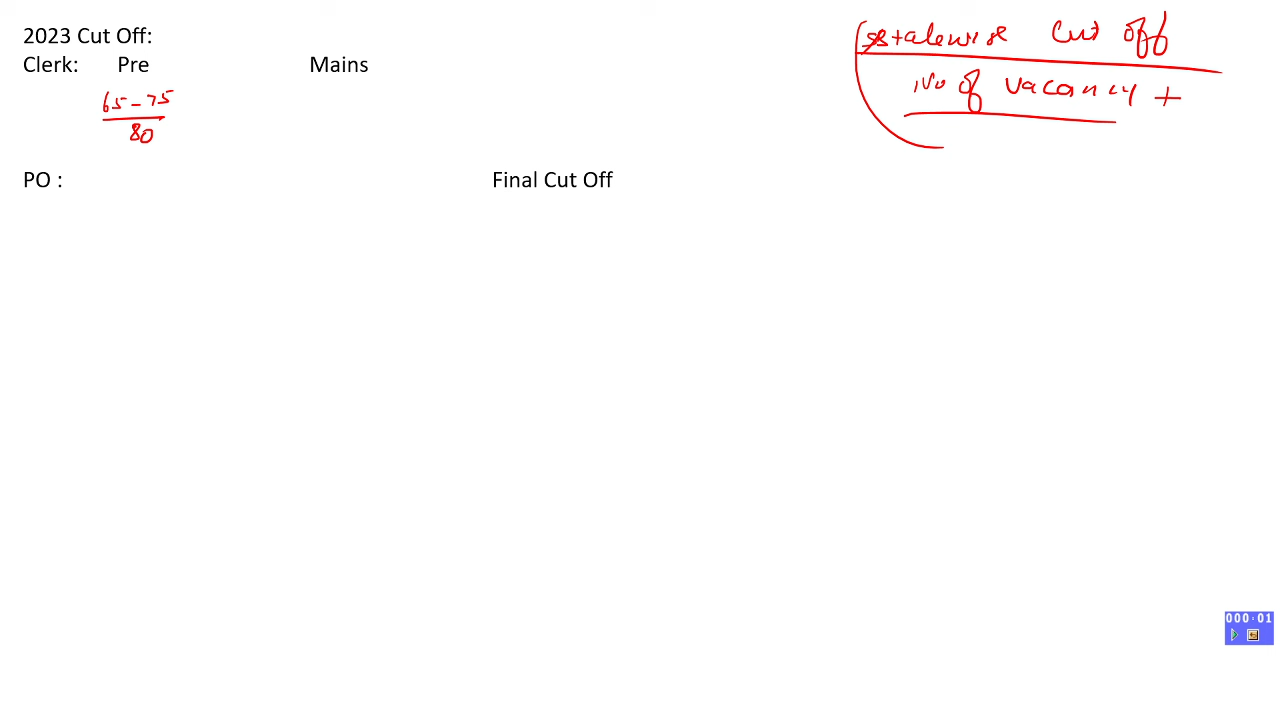 2023 Cut Off:
Clerk: Pre Mains
65-75
80
PO : Final Cut Off
statewise Cut off
No of vacancy +
000:01